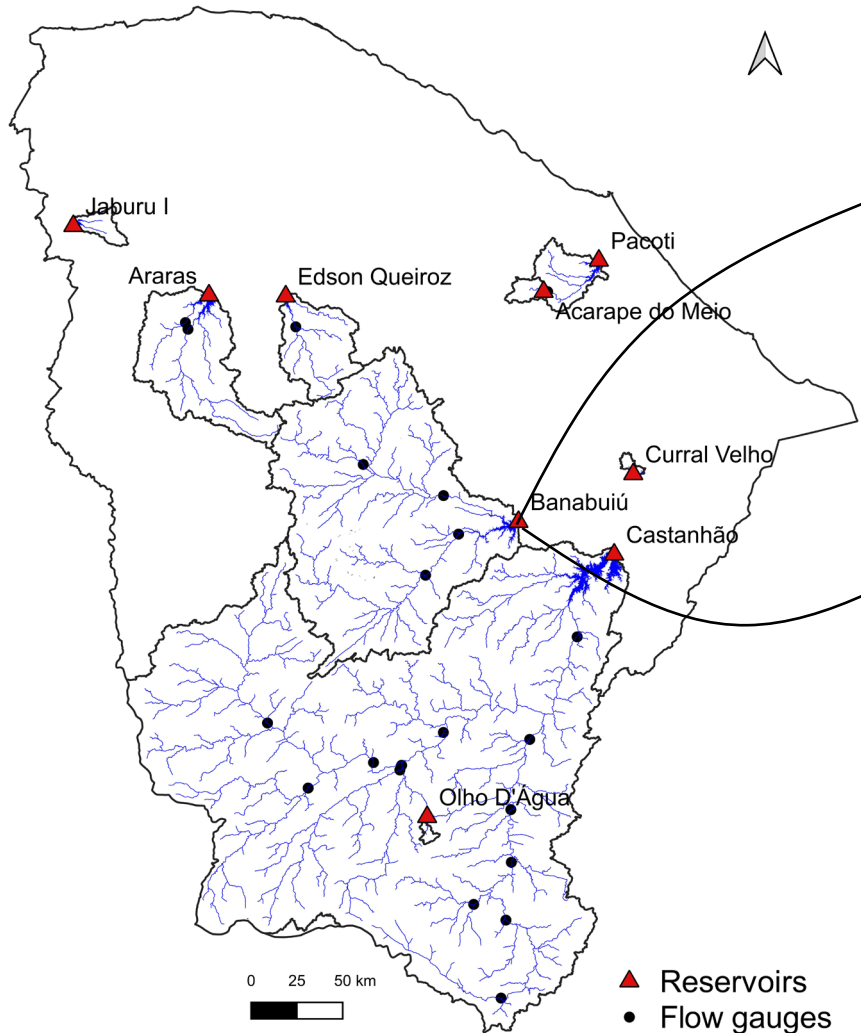 Jaburu I
Pacoti
Araras
Edson Queiroz
Acarape do Meio
Curral Velho
Banabuiú
Castanhão
Olho D'Água
0 25 50 km
Reservoirs
Flow gauges